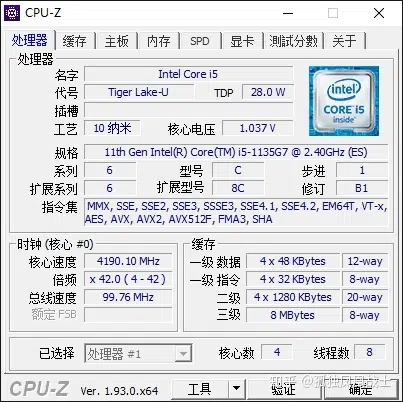 CPU-Z
处理器 缓存 主板 内存 SPD 显卡 测試分數 关于
处理器
名字 Intel Core i5
代号 Tiger Lake-U TDP 28.0 W
插槽
工艺 10 纳米 核心电压 1.037 V
intel
CORE i5
inside
规格 11th Gen Intel(R) Core(TM) i5-1135G7 @ 2.40GHz (ES)
系列 6 型号 C 步进 1
扩展系列 6 扩展型号 8C 修订 B1
指令集 MMX, SSE, SSE2, SSE3, SSSE3, SSE4.1, SSE4.2, EM64T, VT-x,
AES, AVX, AVX2, AVX512F, FMA3, SHA
时钟 (核心 #0)
核心速度 4190.10 MHz
倍频 x 42.0 ( 4 - 42 )
总线速度 99.76 MHz
额定 FSB
缓存
一级 数据 4 x 48 KBytes 12-way
一级 指令 4 x 32 KBytes 8-way
二级 4 x 1280 KBytes 20-way
三级 8 MBytes 8-way
已选择 处理器 #1 核心数 4 线程数 8
CPU-Z Ver. 1.93.0.x64 工具 验证 确定